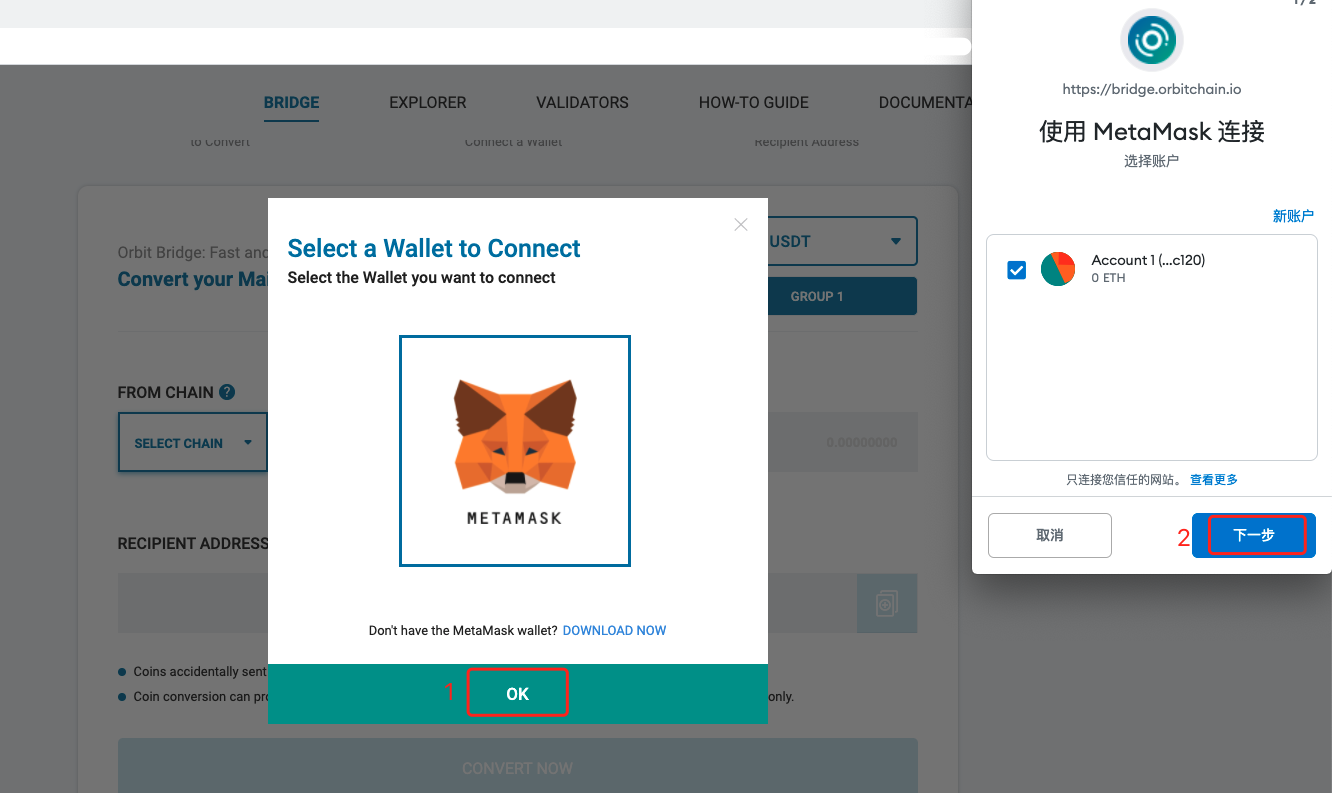 BRIDGE EXPLORER VALIDATORS HOW-TO GUIDE DOCUMENTA
to Convert Connect a Wallet Recipient Address
Orbit Bridge: Fast and
Convert your Mai
USDT
GROUP 1
FROM CHAIN ?
SELECT CHAIN
0.00000000
RECIPIENT ADDRESS
Coins accidentally sent
Coin conversion can pro
only.
CONVERT NOW
Select a Wallet to Connect
Select the Wallet you want to connect
METAMASK
Don't have the MetaMask wallet? DOWNLOAD NOW
1
OK
1 / 2
https://bridge.orbitchain.io
使用 MetaMask 连接
选择账户
新账户
Account 1 (...c120)
0 ETH
只连接您信任的网站。 查看更多
取消
2
下一步